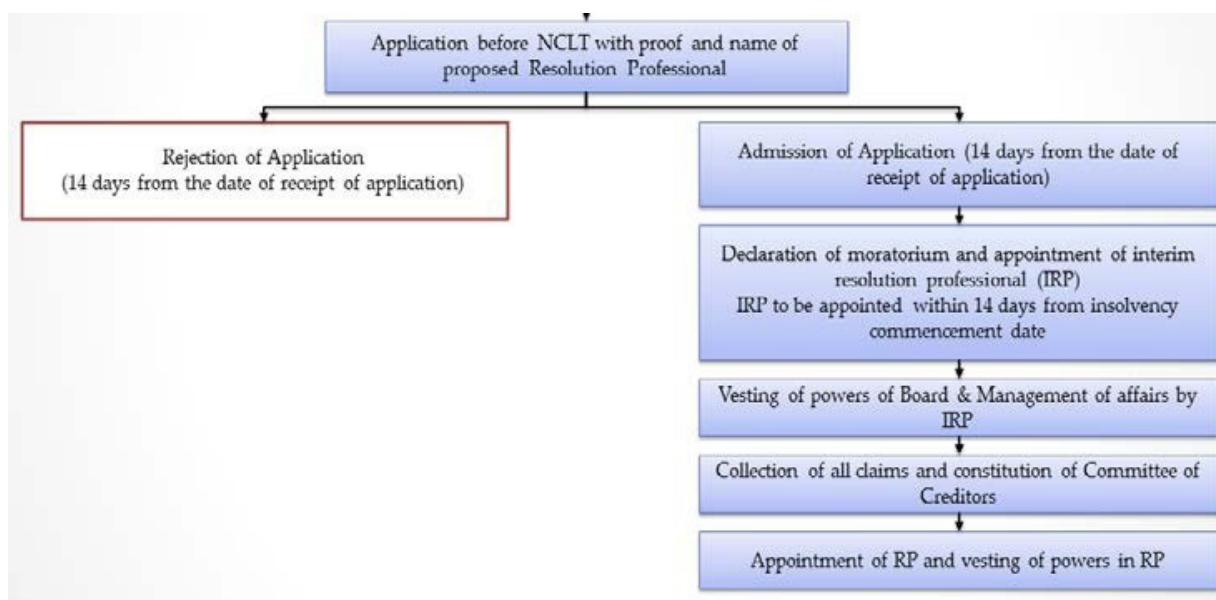 Application before NCLT with proof and name of
proposed Resolution Professional
Rejection of Application
(14 days from the date of receipt of application)
Admission of Application (14 days from the date of
receipt of application)
Declaration of moratorium and appointment of interim
resolution professional (IRP)
IRP to be appointed within 14 days from insolvency
commencement date
Vesting of powers of Board & Management of affairs by
IRP
Collection of all claims and constitution of Committee of
Creditors
Appointment of RP and vesting of powers in RP